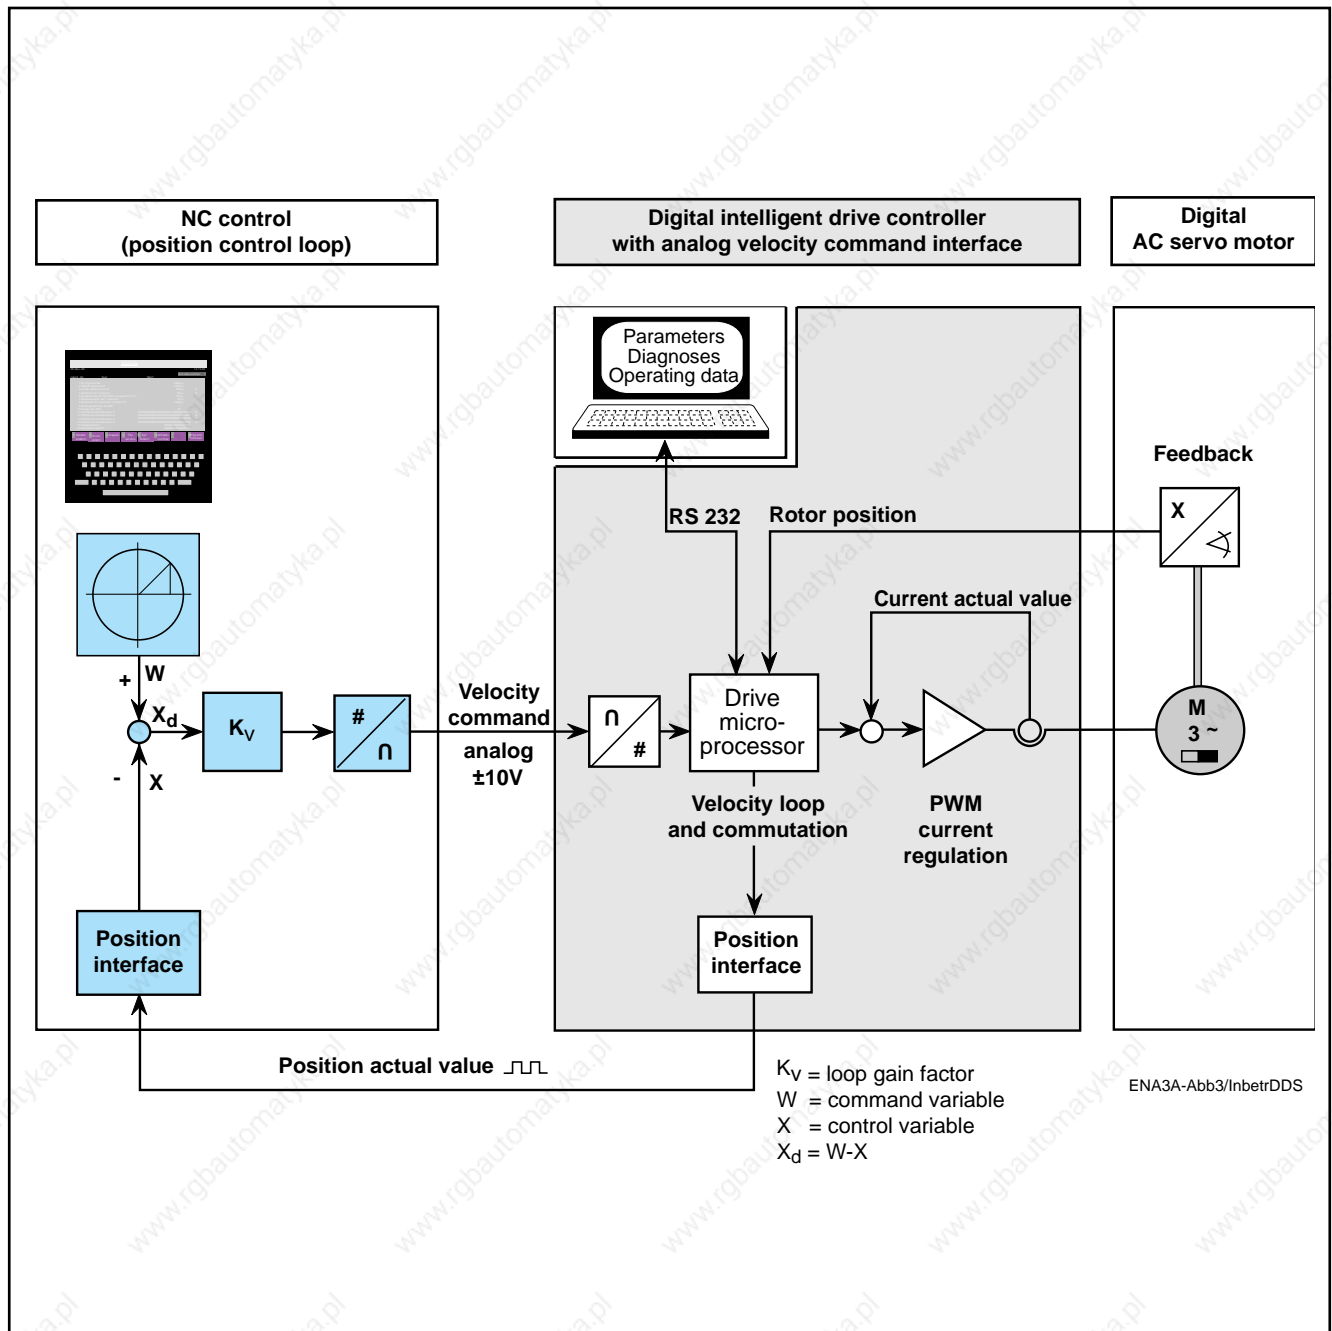 NC control
(position control loop)
Digital intelligent drive controller
with analog velocity command interface
Digital
AC servo motor
Parameters
Diagnoses
Operating data
RS 232
Rotor position
Feedback
X
Current actual value
+
W
Xd
KV
#
∩
-
X
Velocity
command
analog
±10V
∩
#
Drive
micro-
processor
M
3 ~
Velocity loop
and commutation
PWM
current
regulation
Position
interface
Position
interface
Position actual value
KV = loop gain factor
W = command variable
X = control variable
Xd = W-X
ENA3A-Abb3/InbetrDDS
www.rgbautomatyka.pl